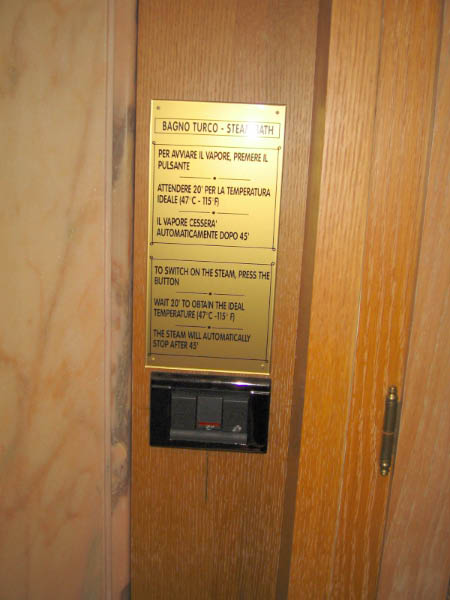 BAGNO TURCO - STEAM BATH
PER AVVIARE IL VAPORE, PREMERE IL
PULSANTE
ATTENDERE 20' PER LA TEMPERATURA
IDEALE (47°C - 115°F)
IL VAPORE CESSERA'
AUTOMATICAMENTE DOPO 45'
TO SWITCH ON THE STEAM, PRESS THE
BUTTON
WAIT 20' TO OBTAIN THE IDEAL
TEMPERATURE (47°C -115° F)
THE STEAM WILL AUTOMATICALLY
STOP AFTER 45'